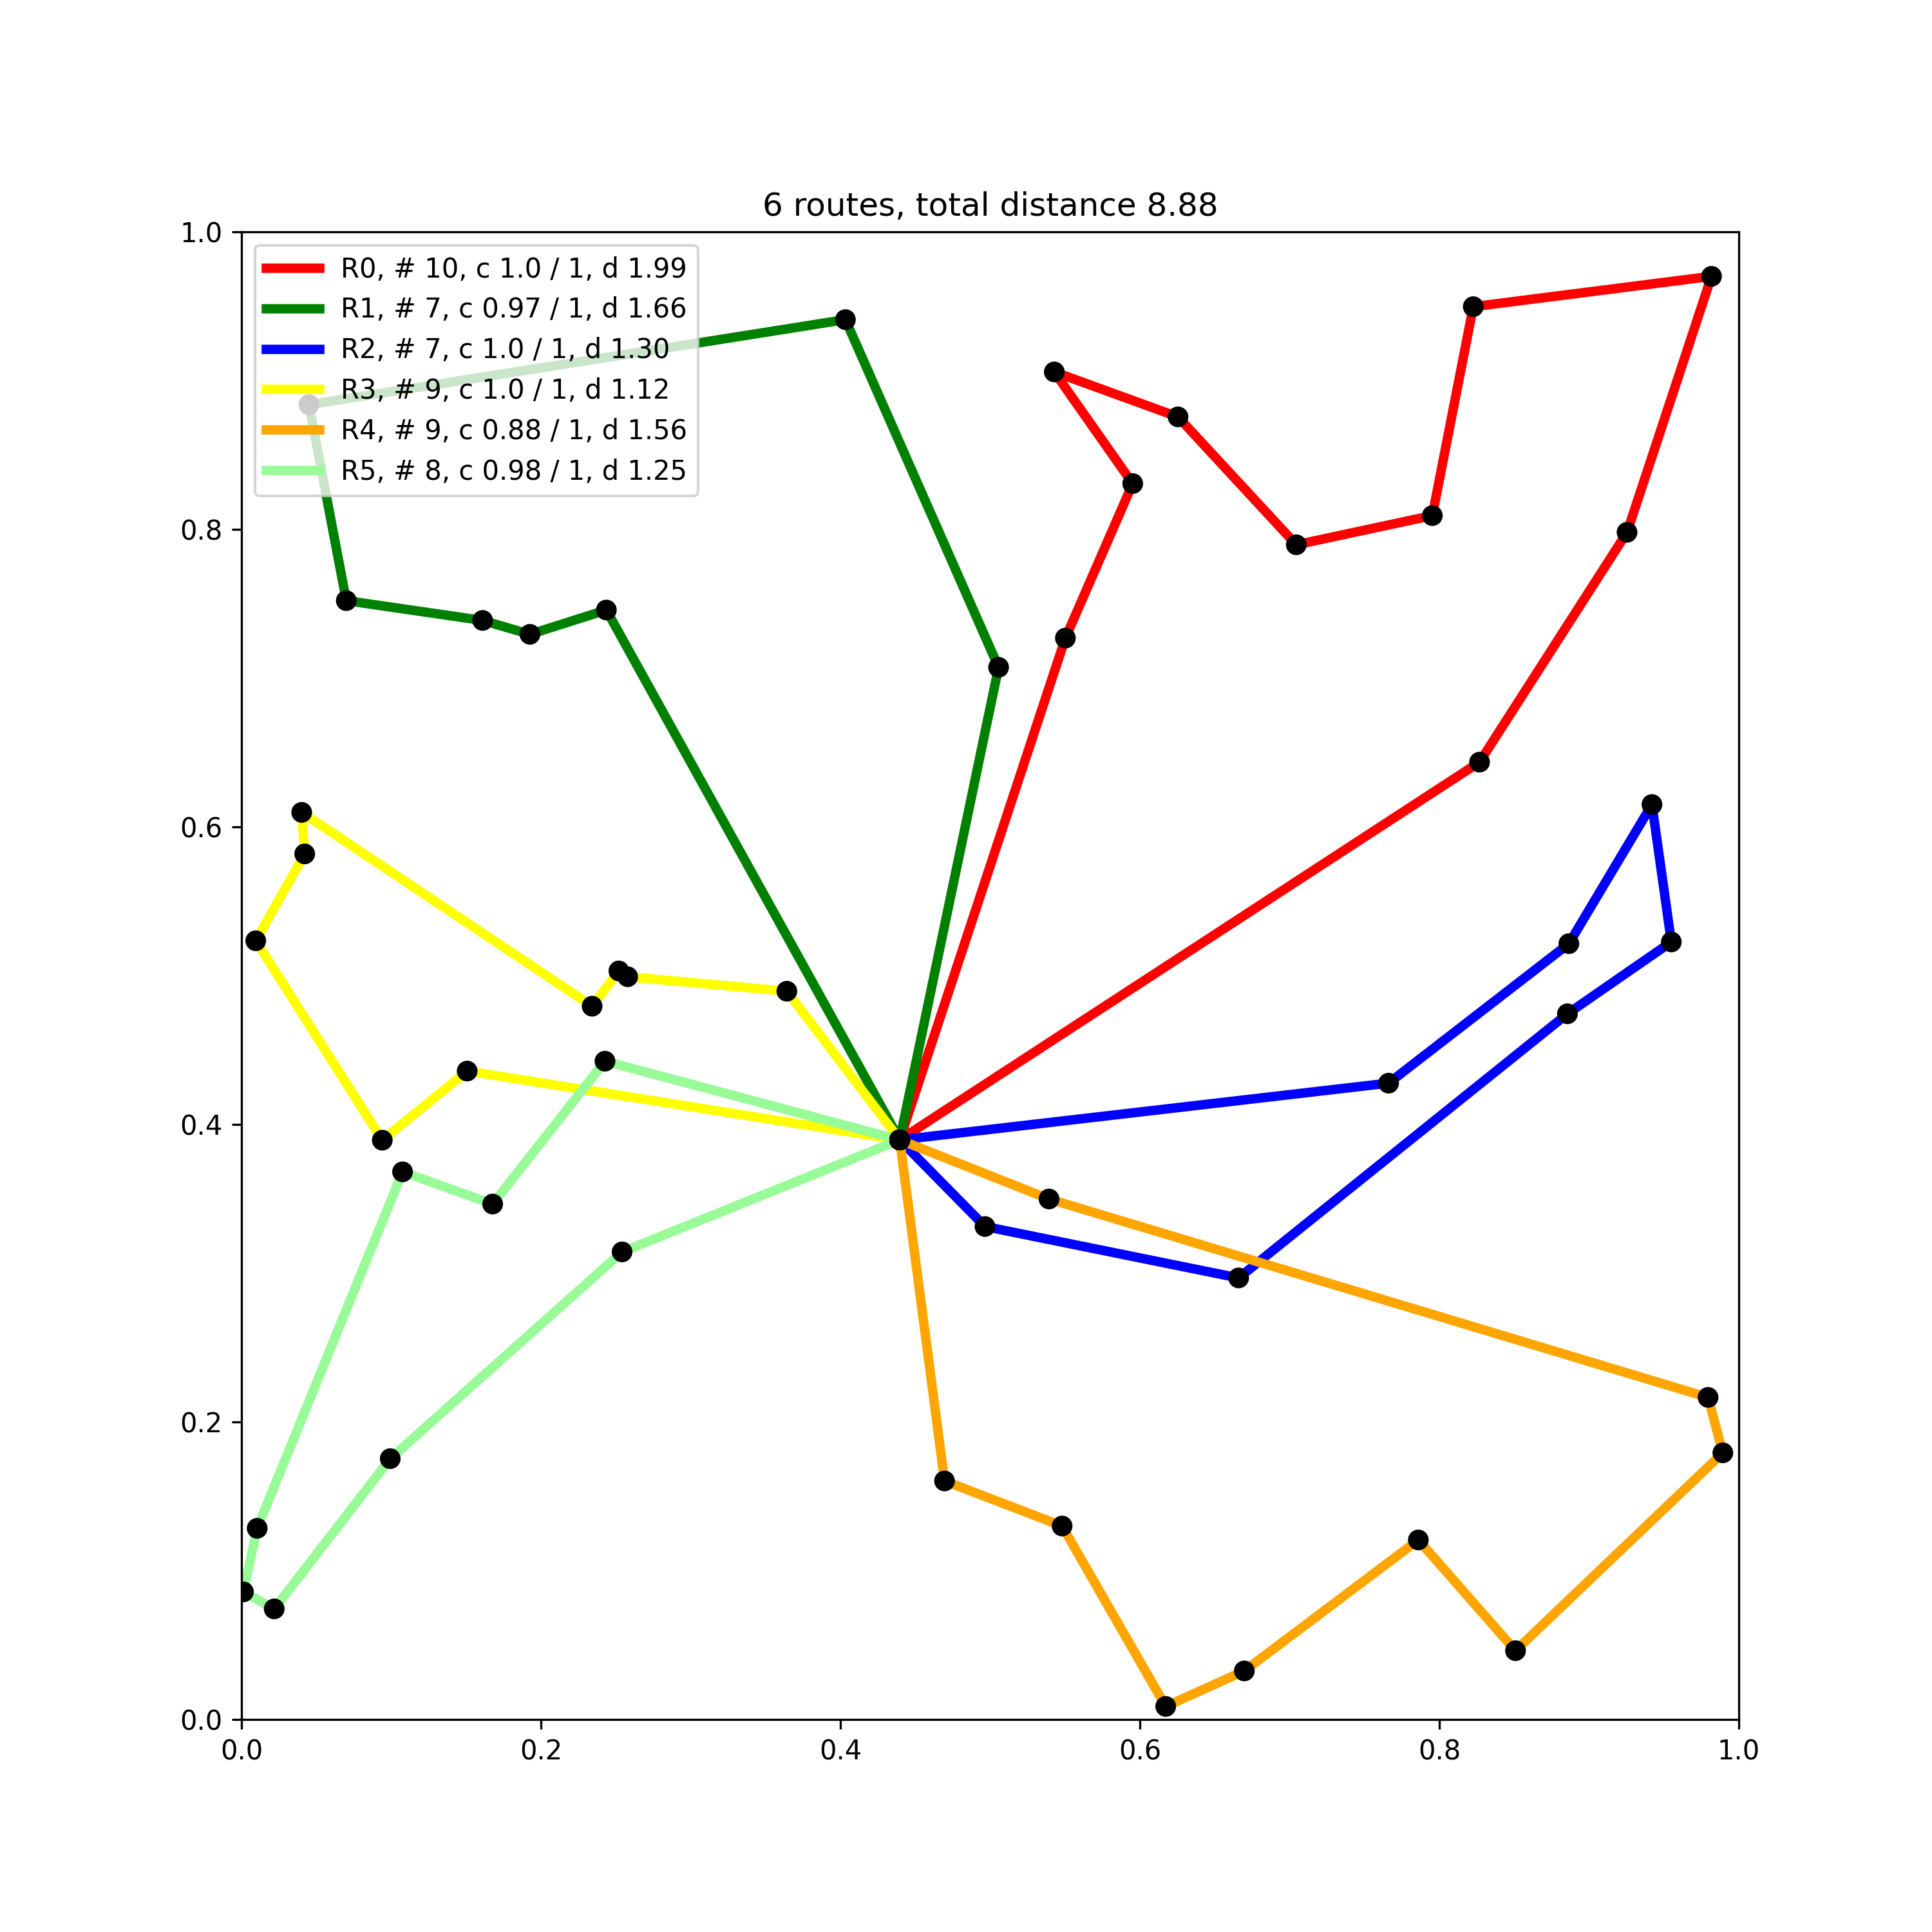 6 routes, total distance 8.88
1.0
0.8
0.6
0.4
0.2
0.0
R0, # 10, c 1.0 / 1, d 1.99
R1, # 7, c 0.97 / 1, d 1.66
R2, # 7, c 1.0 / 1, d 1.30
R3, # 9, c 1.0 / 1, d 1.12
R4, # 9, c 0.88 / 1, d 1.56
R5, # 8, c 0.98 / 1, d 1.25
0.0 0.2 0.4 0.6 0.8 1.0